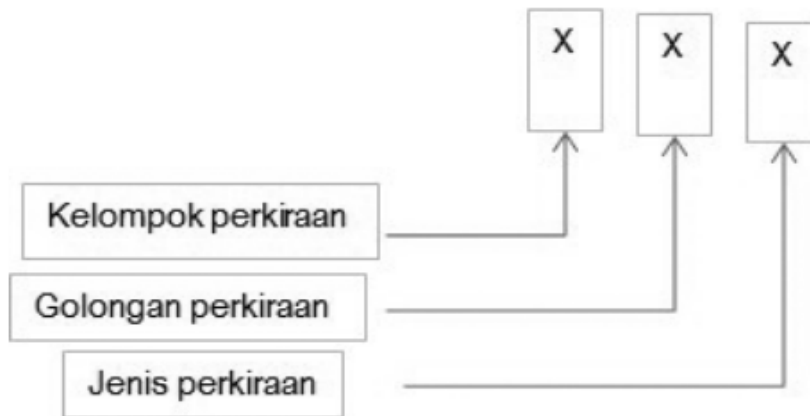 X X X
Kelompok perkiraan
Golongan perkiraan
Jenis perkiraan